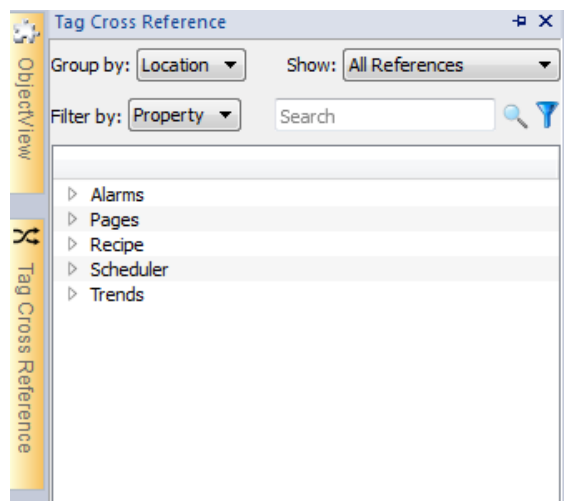 Tag Cross Reference
Group by: Location Show: All References
Filter by: Property Search
Alarms
Pages
Recipe
Scheduler
Trends
ObjectView
Tag Cross Reference